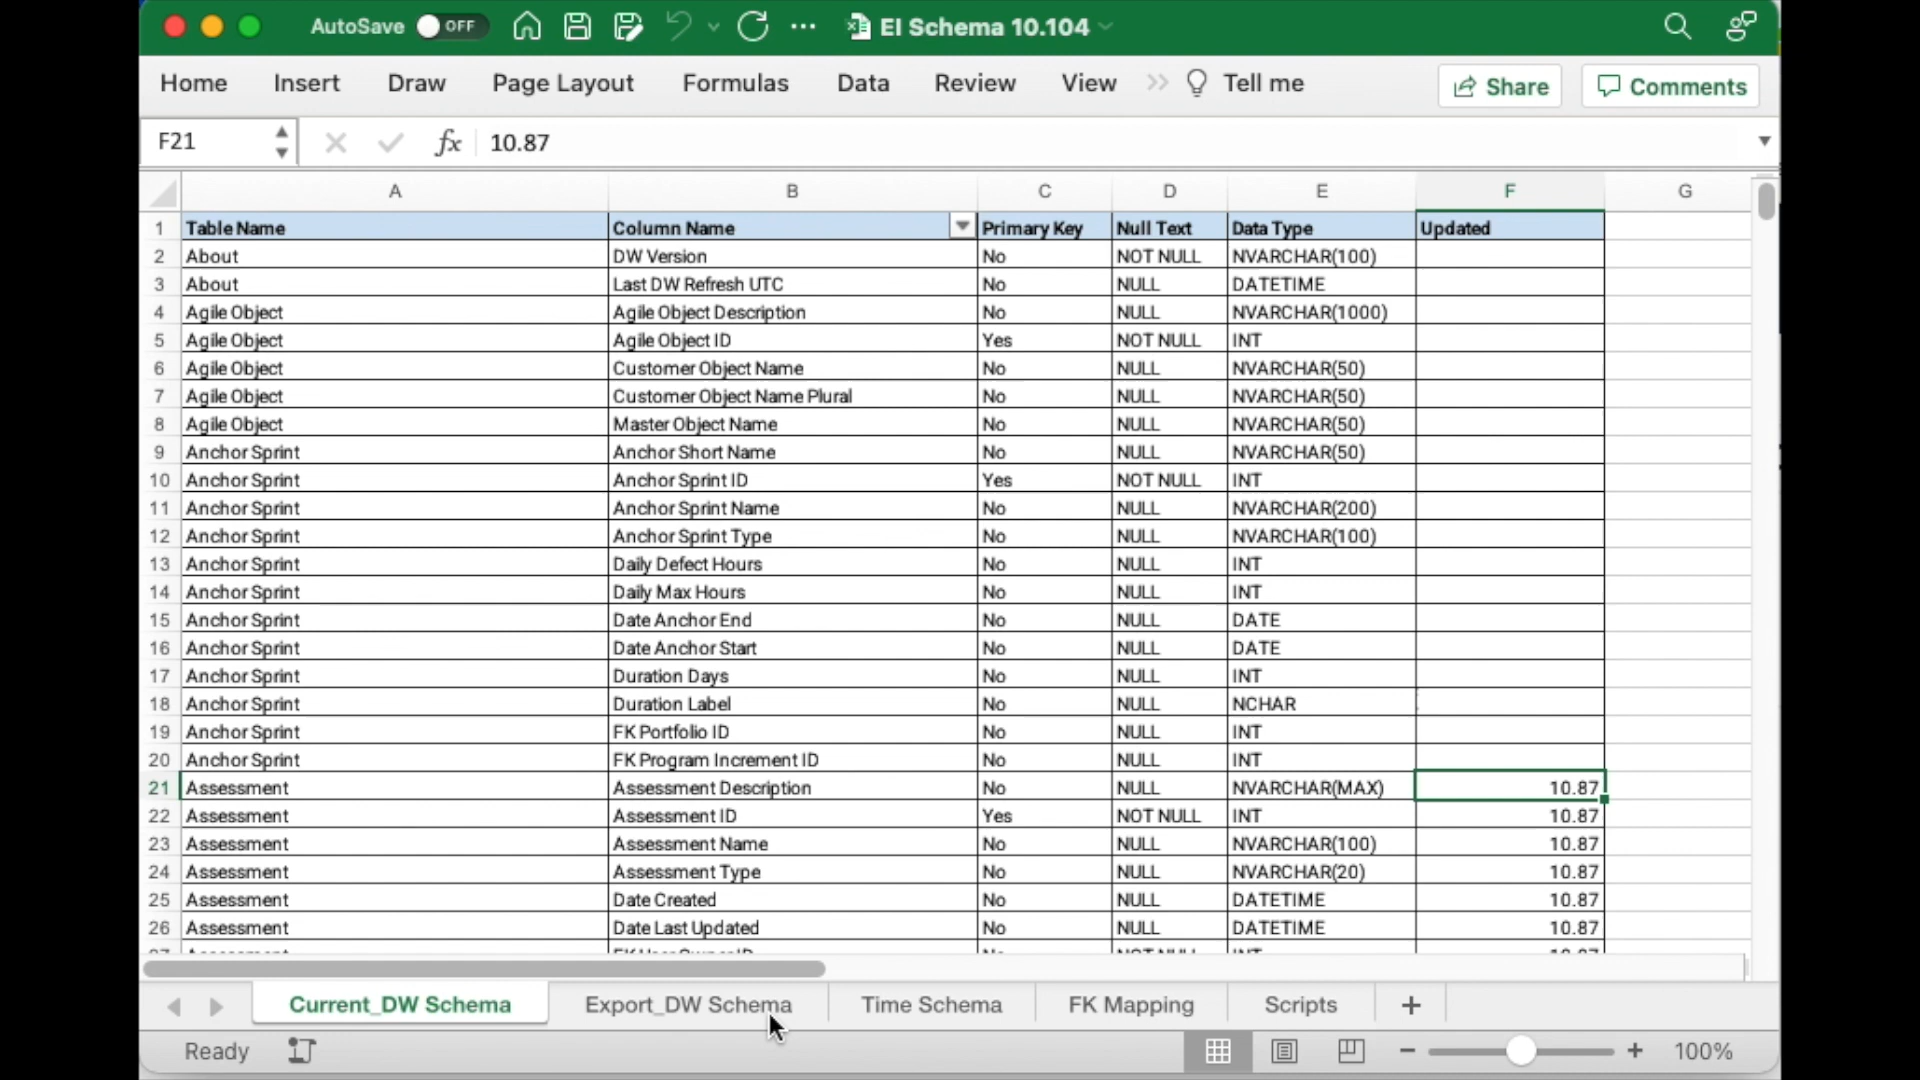 AutoSave OFF EI Schema 10.104
Home Insert Draw Page Layout Formulas Data Review View Tell me Share Comments
F21 fx 10.87
A B C D E F G
1 Table Name Column Name Primary Key Null Text Data Type Updated
2 About DW Version No NOT NULL NVARCHAR(100)
3 About Last DW Refresh UTC No NULL DATETIME
4 Agile Object Agile Object Description No NULL NVARCHAR(1000)
5 Agile Object Agile Object ID Yes NOT NULL INT
6 Agile Object Customer Object Name No NULL NVARCHAR(50)
7 Agile Object Customer Object Name Plural No NULL NVARCHAR(50)
8 Agile Object Master Object Name No NULL NVARCHAR(50)
9 Anchor Sprint Anchor Short Name No NULL NVARCHAR(50)
10 Anchor Sprint Anchor Sprint ID Yes NOT NULL INT
11 Anchor Sprint Anchor Sprint Name No NULL NVARCHAR(200)
12 Anchor Sprint Anchor Sprint Type No NULL NVARCHAR(100)
13 Anchor Sprint Daily Defect Hours No NULL INT
14 Anchor Sprint Daily Max Hours No NULL INT
15 Anchor Sprint Date Anchor End No NULL DATE
16 Anchor Sprint Date Anchor Start No NULL DATE
17 Anchor Sprint Duration Days No NULL INT
18 Anchor Sprint Duration Label No NULL NCHAR
19 Anchor Sprint FK Portfolio ID No NULL INT
20 Anchor Sprint FK Program Increment ID No NULL INT
21 Assessment Assessment Description No NULL NVARCHAR(MAX) 10.87
22 Assessment Assessment ID Yes NOT NULL INT 10.87
23 Assessment Assessment Name No NULL NVARCHAR(100) 10.87
24 Assessment Assessment Type No NULL NVARCHAR(20) 10.87
25 Assessment Date Created No NULL DATETIME 10.87
26 Assessment Date Last Updated No NULL DATETIME 10.87
Current_DW Schema Export_DW Schema Time Schema FK Mapping Scripts +
Ready 100%